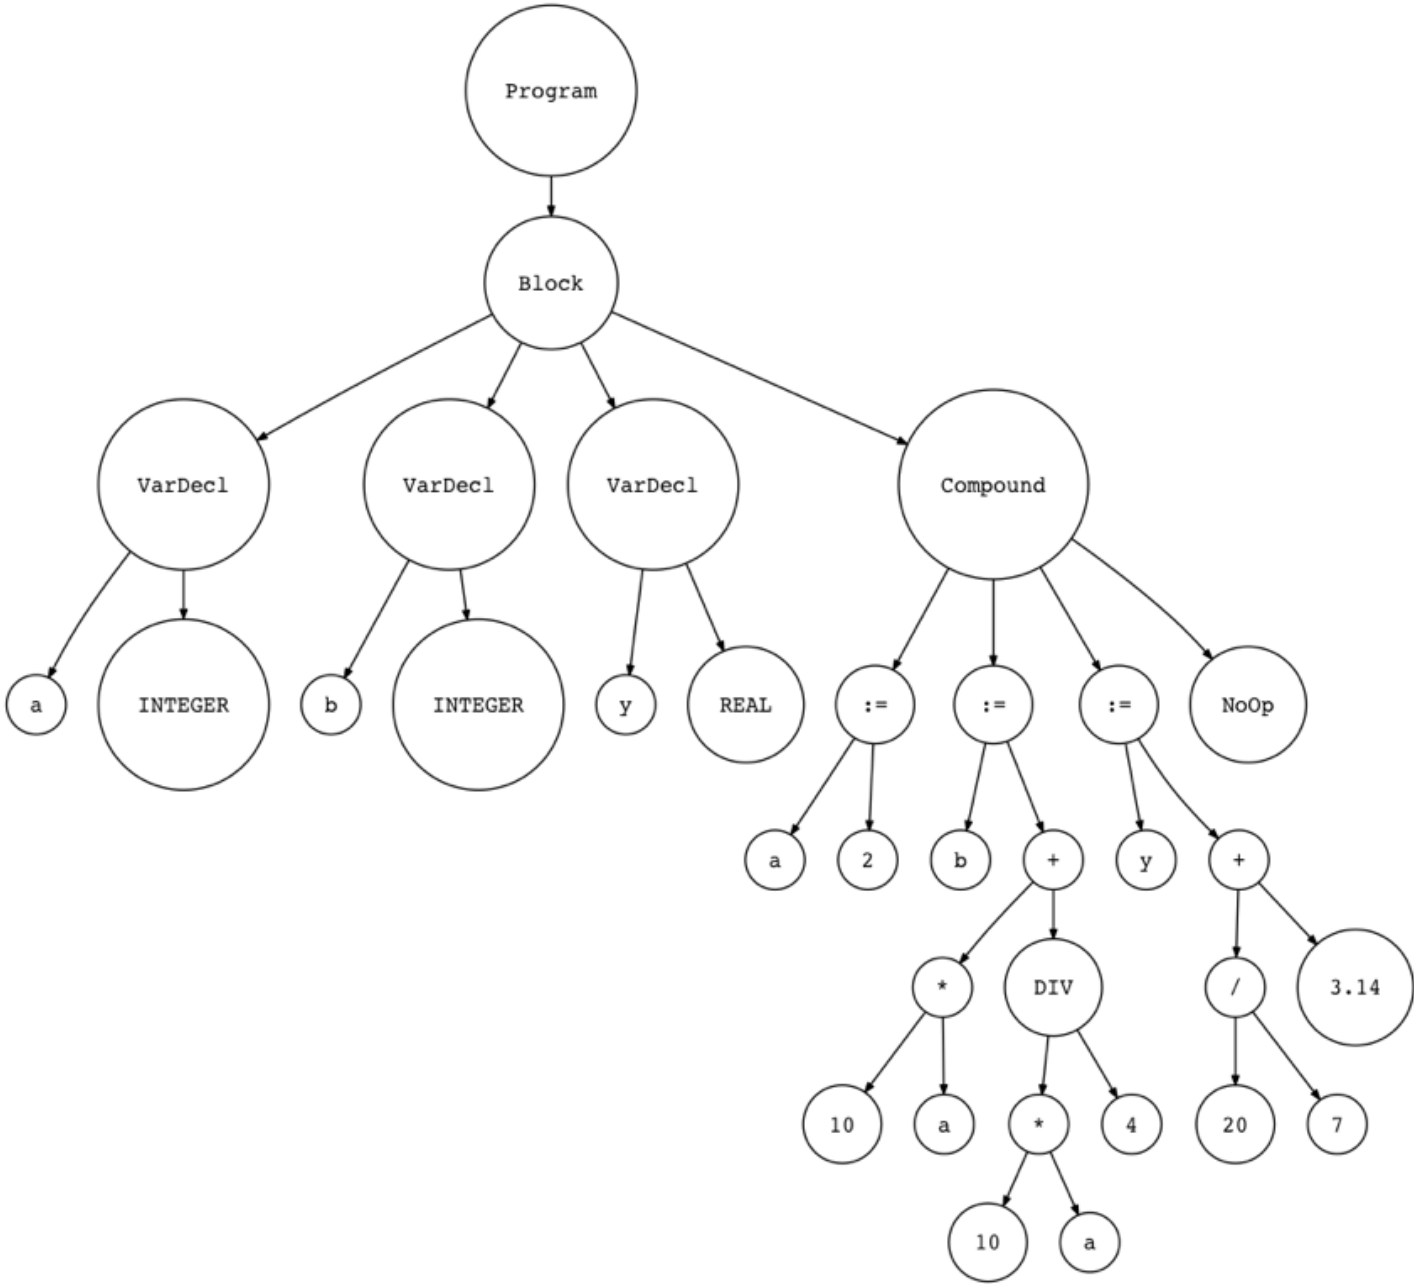 Program
Block
VarDecl VarDecl VarDecl Compound
a INTEGER b INTEGER y REAL := := := NoOp
a 2 b + y +
* DIV / 3.14
10 a * 4 20 7
10 a